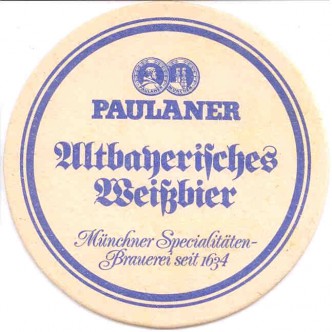 PAULANER
Altbayerisches
Weißbier
Münchner Specialitäten-
Brauerei seit 1634